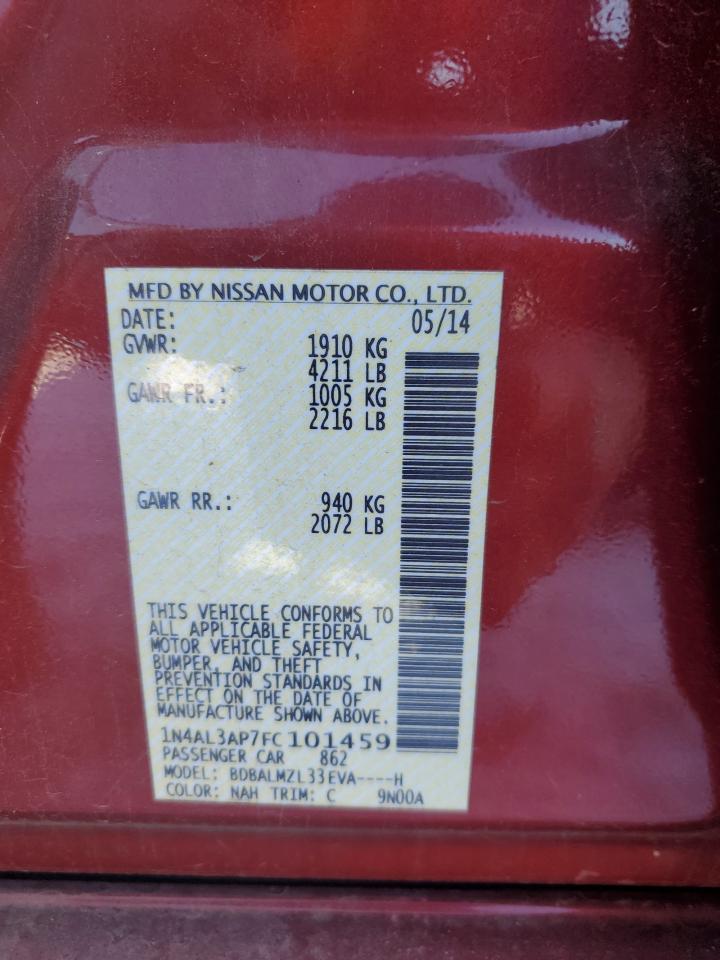 MFD BY NISSAN MOTOR CO., LTD.
DATE: 05/14
GVWR: 1910 KG
4211 LB
GAWR FR.: 1005 KG
2216 LB
GAWR RR.: 940 KG
2072 LB
THIS VEHICLE CONFORMS TO
ALL APPLICABLE FEDERAL
MOTOR VEHICLE SAFETY,
BUMPER, AND THEFT
PREVENTION STANDARDS IN
EFFECT ON THE DATE OF
MANUFACTURE SHOWN ABOVE.
1N4AL3AP7FC101459
PASSENGER CAR 862
MODEL: BDBALMZL33EVA----H
COLOR: NAH TRIM: C 9N00A